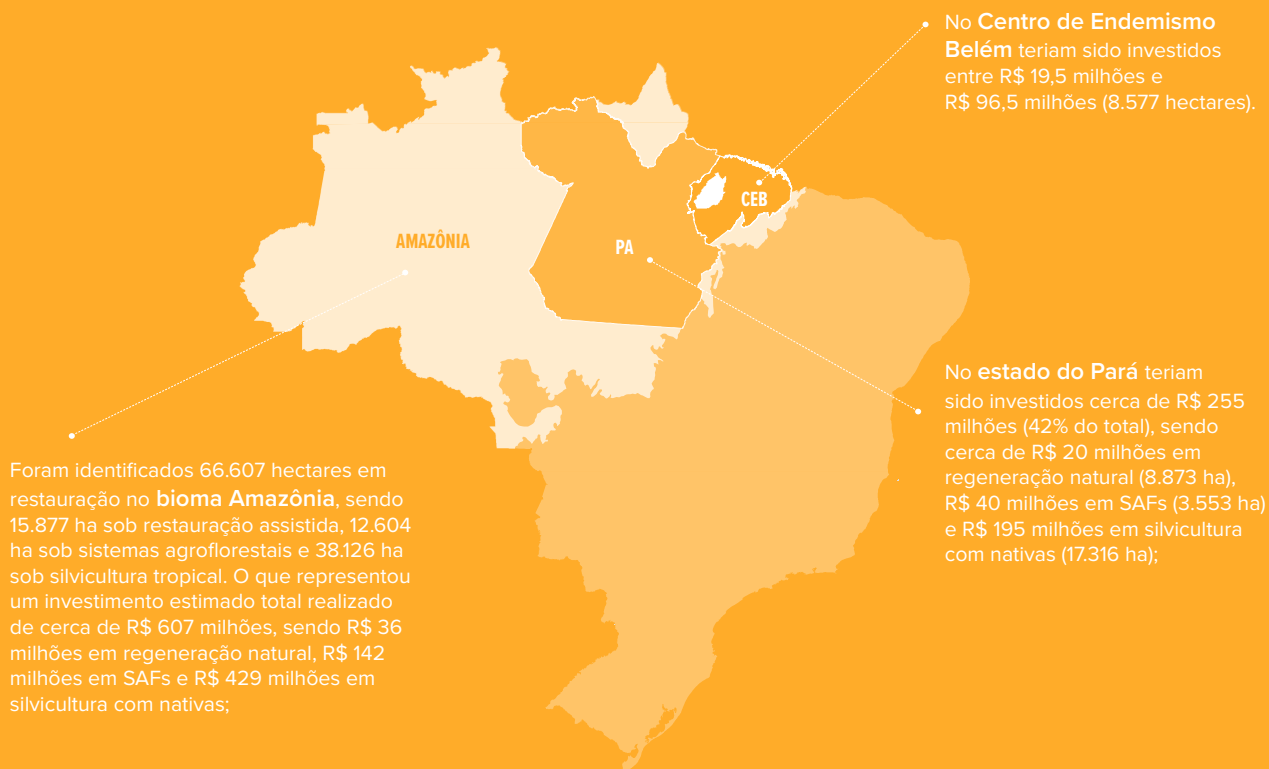 No Centro de Endemismo
Belém teriam sido investidos
entre R$ 19,5 milhões e
R$ 96,5 milhões (8.577 hectares).
CEB
AMAZÔNIA
PA
No estado do Pará teriam
sido investidos cerca de R$ 255
milhões (42% do total), sendo
cerca de R$ 20 milhões em
regeneração natural (8.873 ha),
R$ 40 milhões em SAFs (3.553 ha)
e R$ 195 milhões em silvicultura
com nativas (17.316 ha);
Foram identificados 66.607 hectares em
restauração no bioma Amazônia, sendo
15.877 ha sob restauração assistida, 12.604
ha sob sistemas agroflorestais e 38.126 ha
sob silvicultura tropical. O que representou
um investimento estimado total realizado
de cerca de R$ 607 milhões, sendo R$ 36
milhões em regeneração natural, R$ 142
milhões em SAFs e R$ 429 milhões em
silvicultura com nativas;